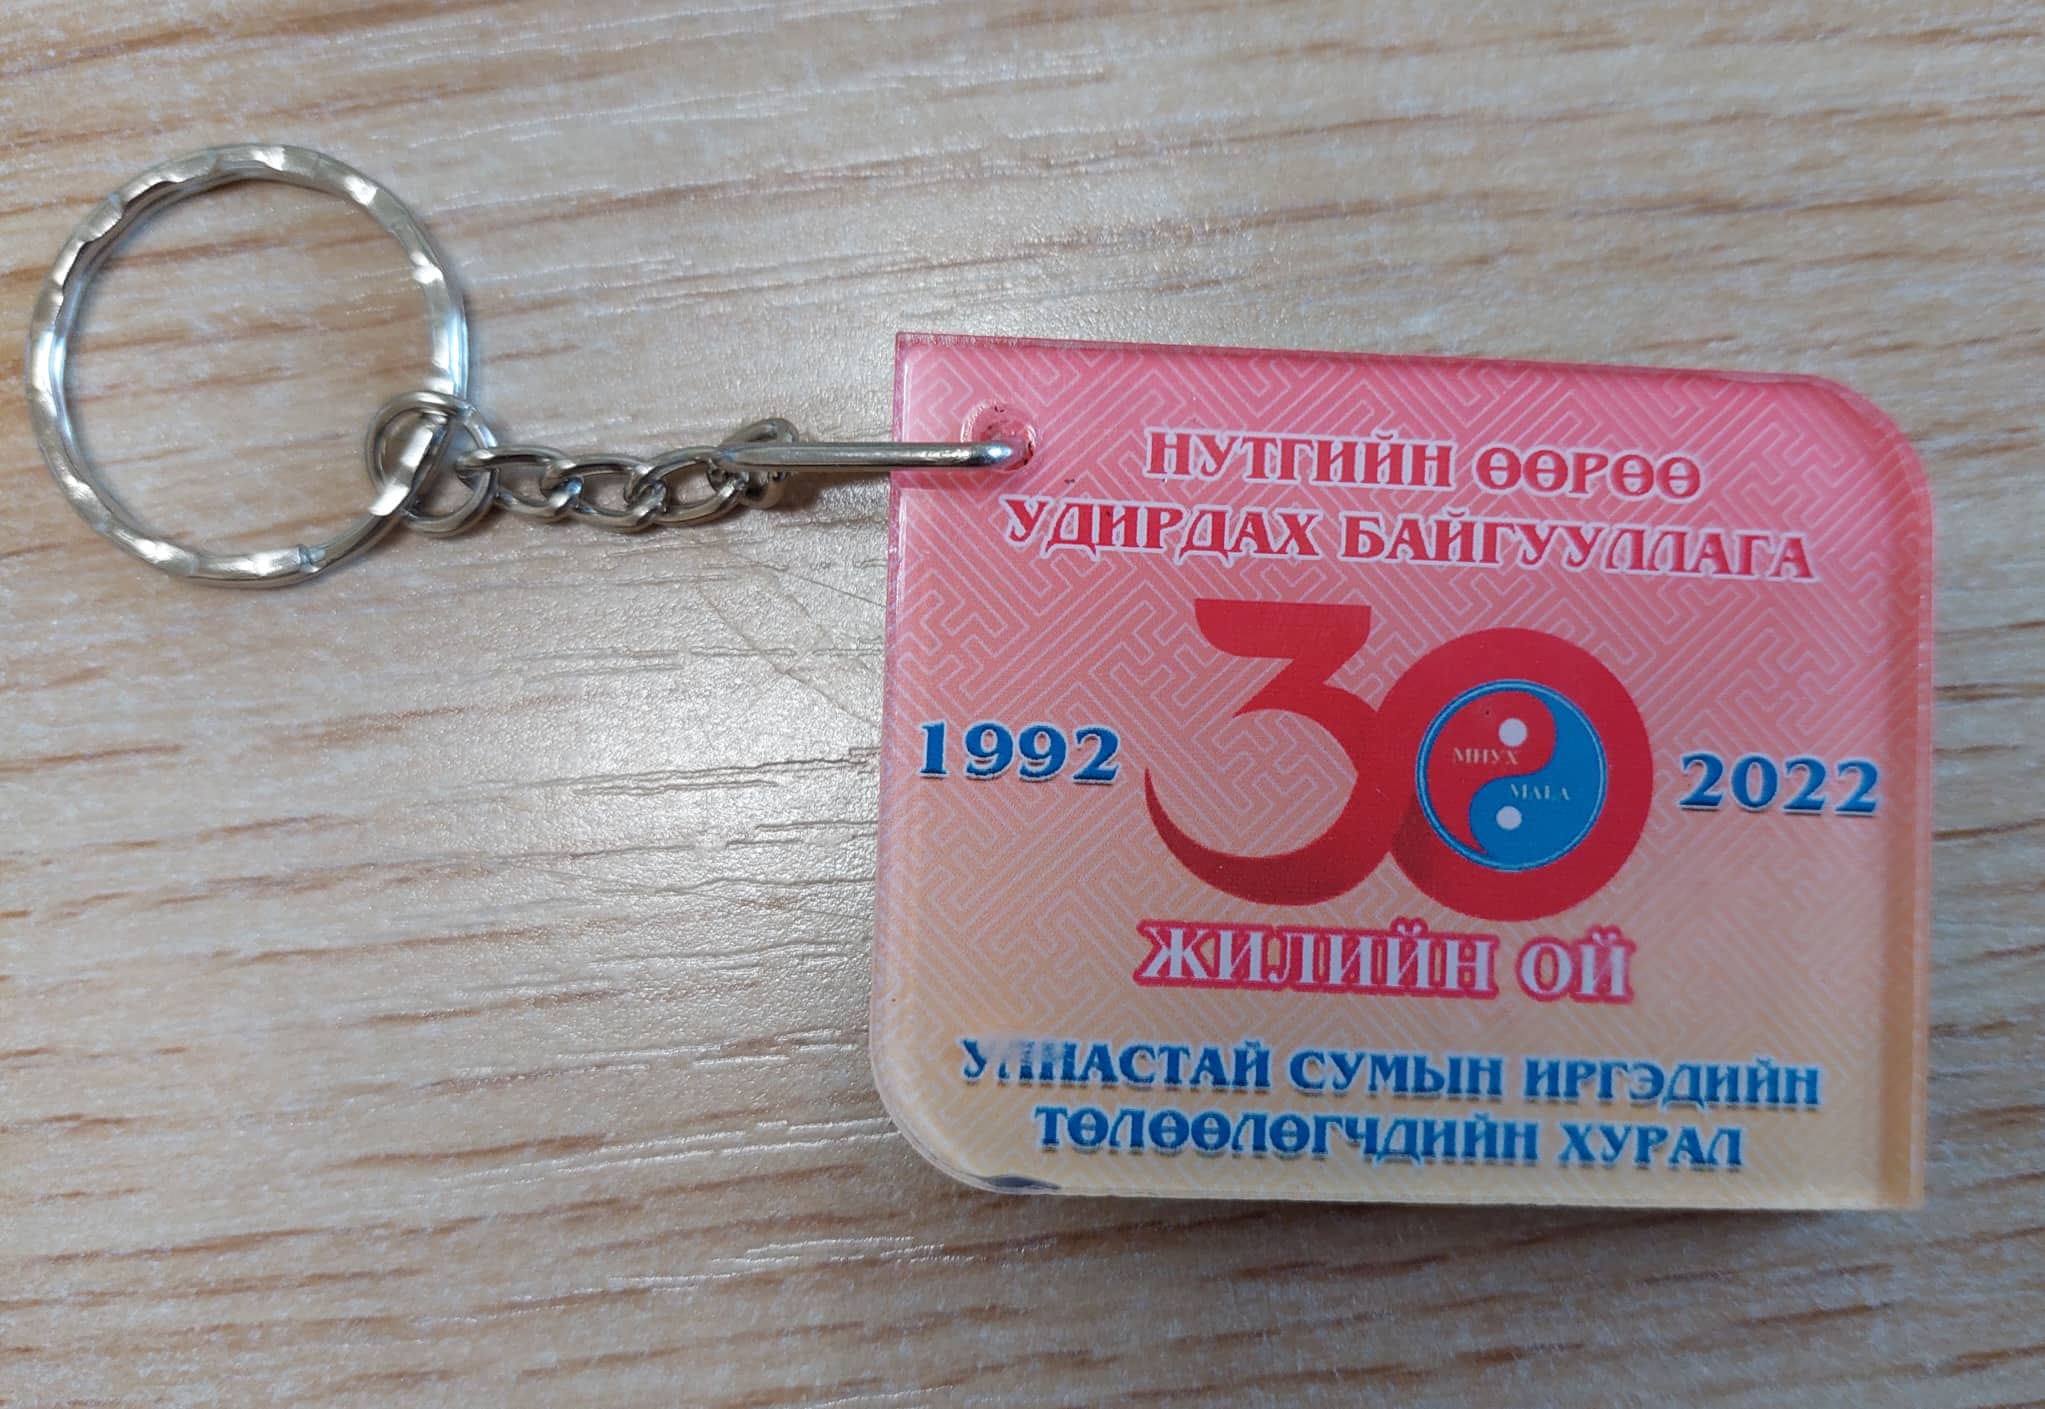 НУТГИЙН ӨӨРӨӨ
УДИРДАХ БАЙГУУЛЛАГА
30
1992
МНУХ
MALA
2022
ЖИЛИЙН ОЙ
СУМЫН ИРГЭДИЙН
ТӨЛӨӨЛӨГЧДИЙН ХУРАЛ